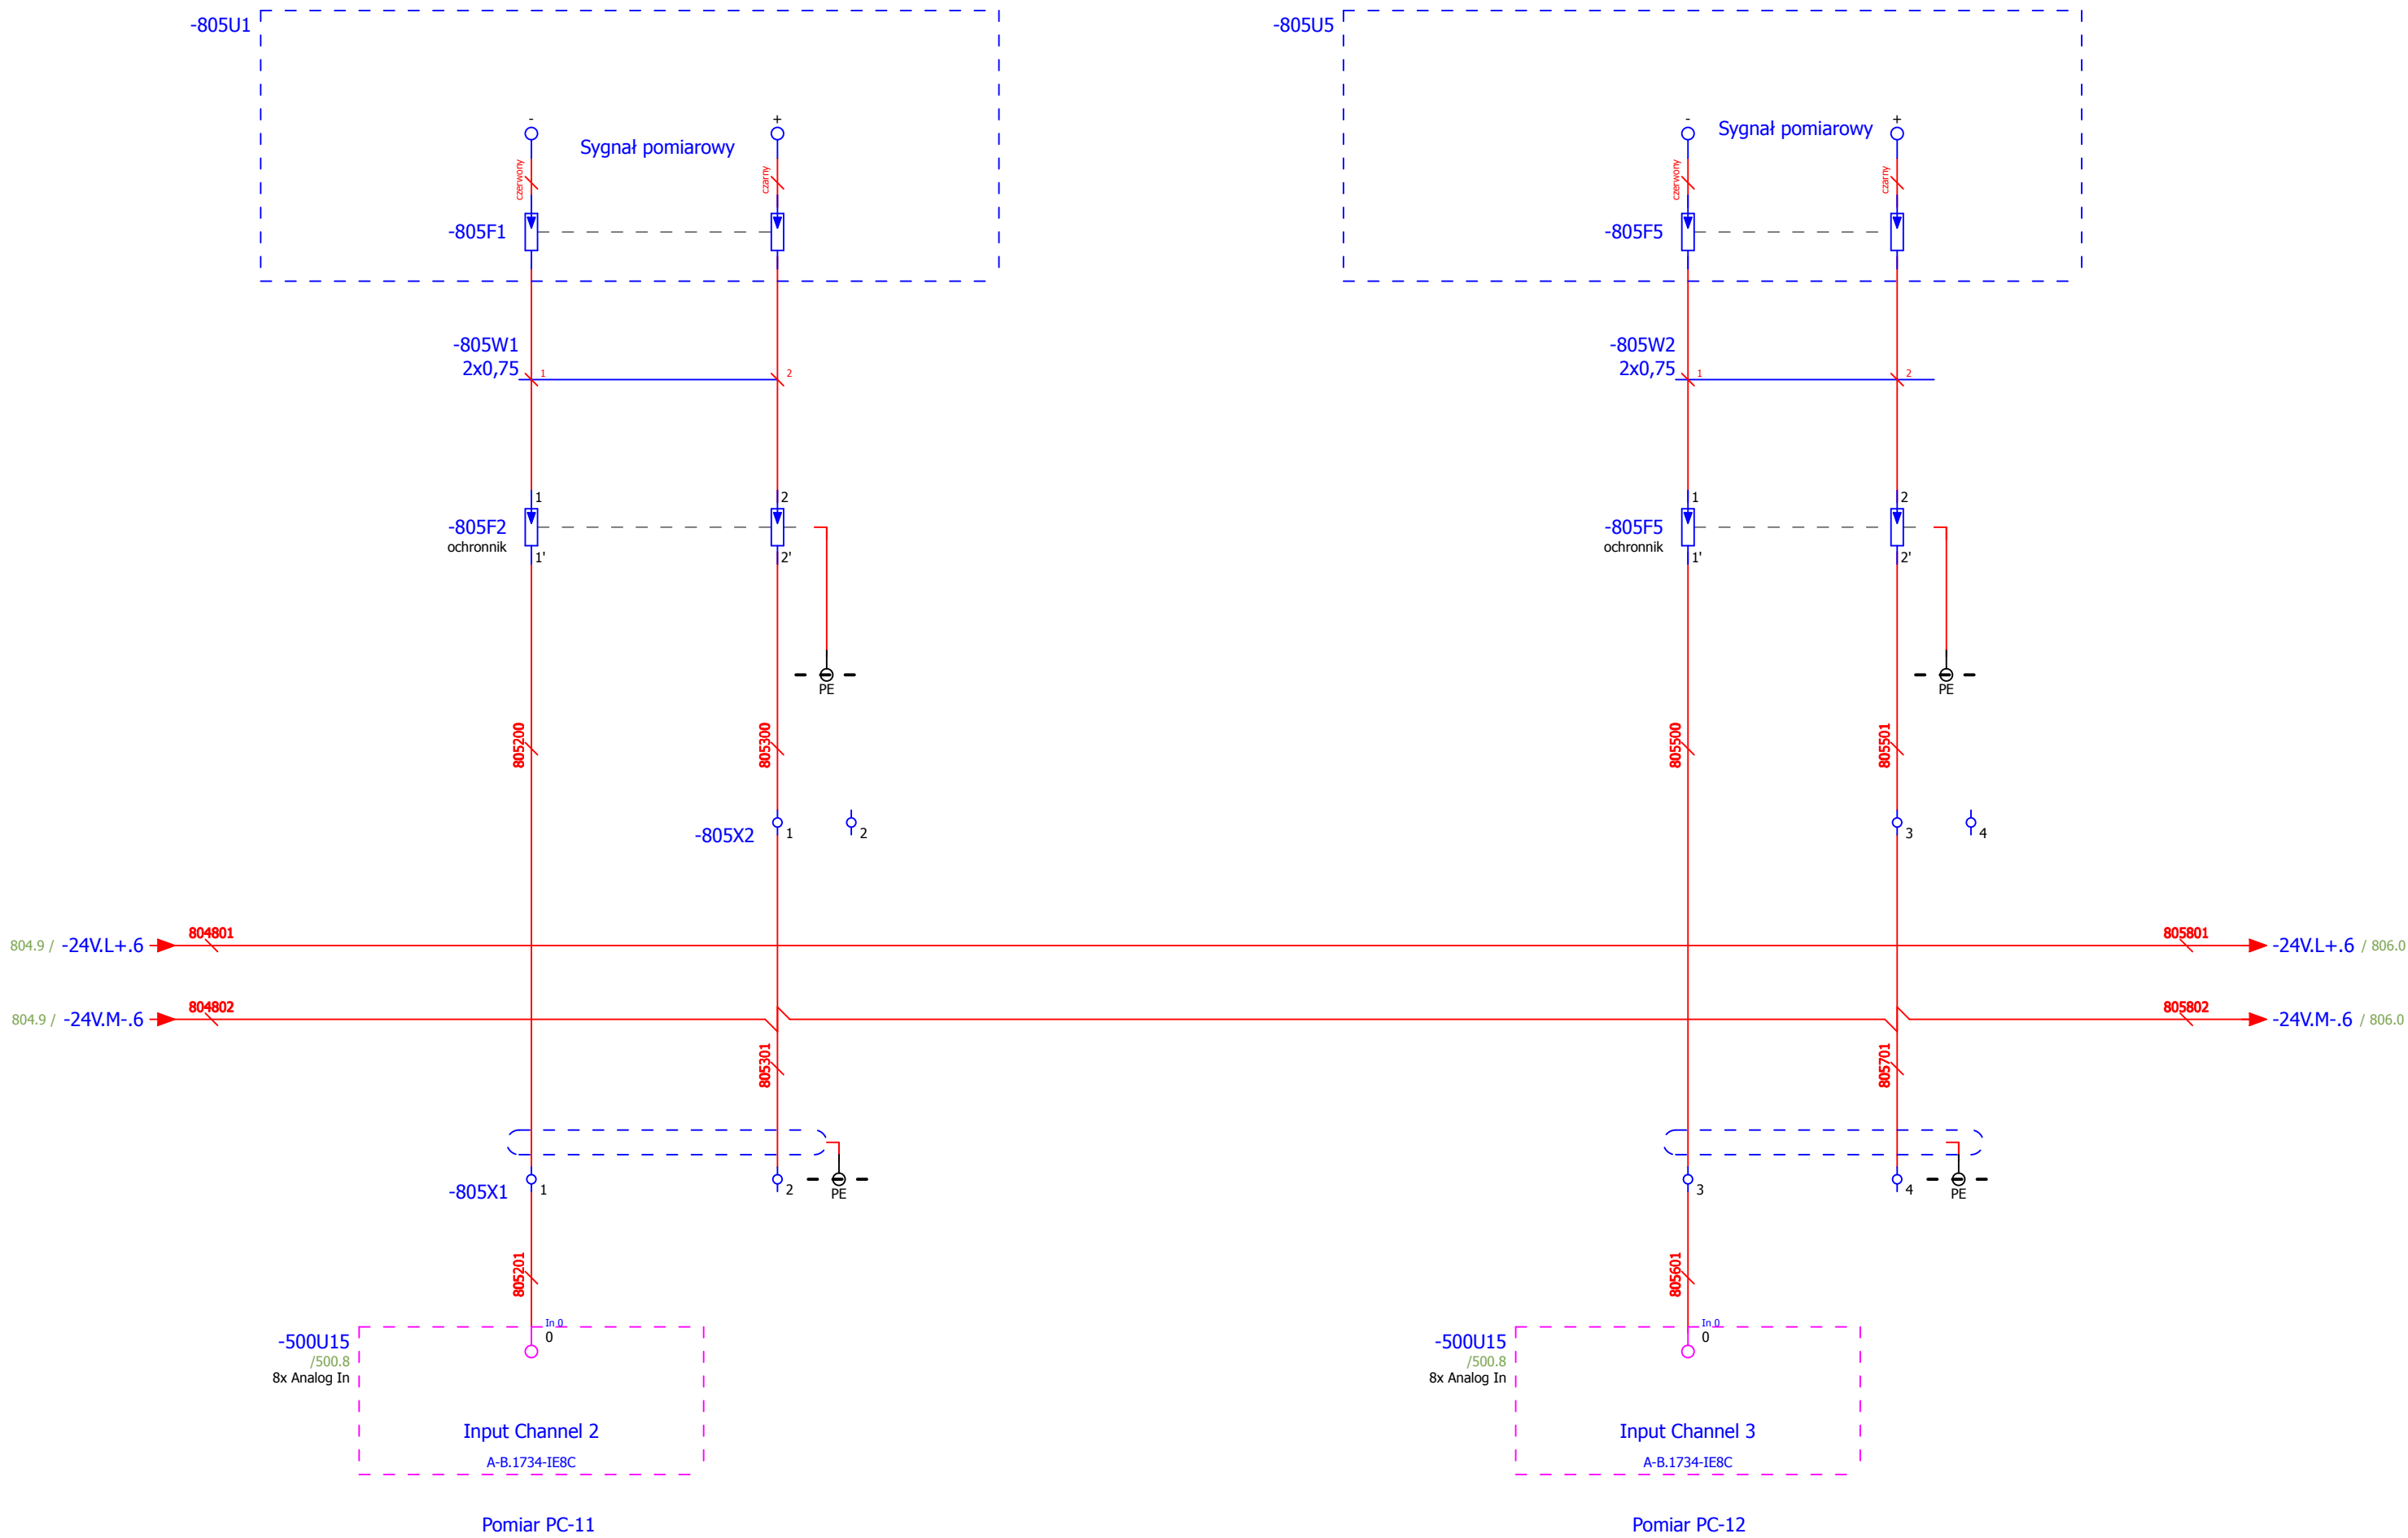 -805U1
-805U5
- +
- +
Sygnał pomiarowy
Sygnał pomiarowy
czerwony
czarny
czerwony
czarny
-805F1
-805F5
-805W1
2x0,75
1 2
-805W2
2x0,75
1 2
1 2
-805F2
ochronnik
1' 2'
1 2
-805F5
ochronnik
1' 2'
PE
PE
805200
805300
805500
805501
-805X2 1 2
3 4
804.9 / -24V.L+.6 804801
805801 -24V.L+.6 / 806.0
804.9 / -24V.M-.6 804802
805802 -24V.M-.6 / 806.0
805301
805701
-805X1 1 2 PE
3 4 PE
805201
805601
In 0
0
-500U15
/500.8
8x Analog In
Input Channel 2
A-B.1734-IE8C
In 0
0
-500U15
/500.8
8x Analog In
Input Channel 3
A-B.1734-IE8C
Pomiar PC-11
Pomiar PC-12